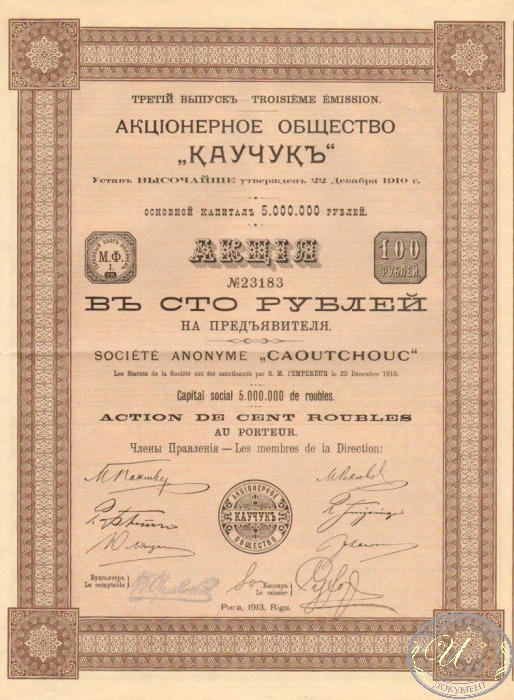 ТРЕТІЙ ВЫПУСКЪ — TROISIÈME ÉMISSION.
АКЦІОНЕРНОЕ ОБЩЕСТВО
„КАУЧУКЪ“
Уставъ ВЫСОЧАЙШЕ утвержденъ 22 Декабря 1910 г.
ОСНОВНОЙ КАПИТАЛЪ 5.000.000 РУБЛЕЙ.
АКЦІЯ
М.Ф.
1.
100
РУБЛЕЙ.
№23183
ВЪ СТО РУБЛЕЙ
НА ПРЕДЪЯВИТЕЛЯ.
SOCIÉTÉ ANONYME „CAOUTCHOUC“
Les Statuts de la Société ont été sanctionnés par S. M. l'EMPEREUR le 22 Décembre 1910.
Capital social 5.000.000 de roubles.
ACTION DE CENT ROUBLES
AU PORTEUR.
Члены Правленія — Les membres de la Direction:
АКЦІОНЕРНОЕ
КАУЧУКЪ
ОБЩЕСТВО
Бухгалтеръ
Le comptable
Кассиръ
Le caissier
Рига, 1913, Riga.
ДОКУМЕНТ